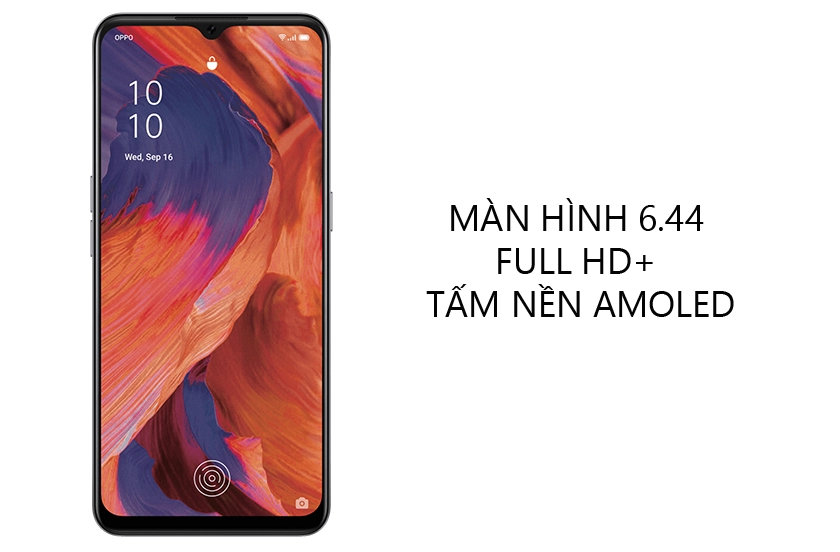 OPPO
10
10
Wed, Sep 16
MÀN HÌNH 6.44
FULL HD+
TẤM NỀN AMOLED